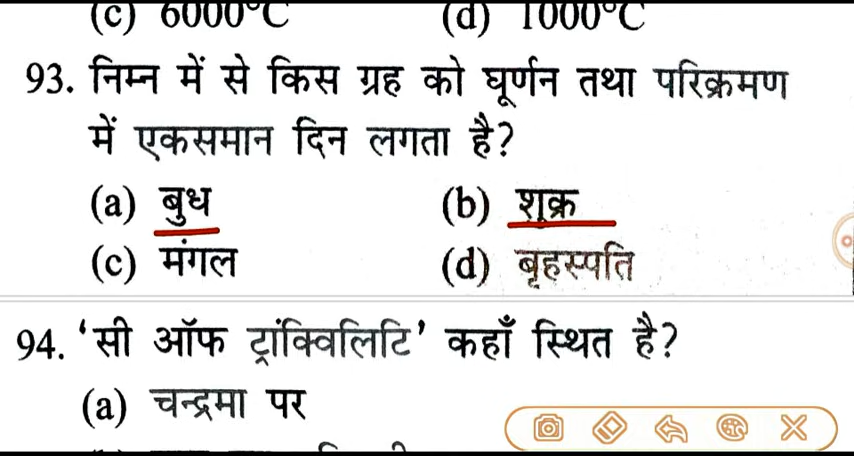 (c) 6000°C (d) 1000°C
93. निम्न में से किस ग्रह को घूर्णन तथा परिक्रमण
में एकसमान दिन लगता है?
(a) बुध (b) शुक्र
(c) मंगल (d) बृहस्पति
94. 'सी ऑफ ट्रांक्विलिटि' कहाँ स्थित है?
(a) चन्द्रमा पर